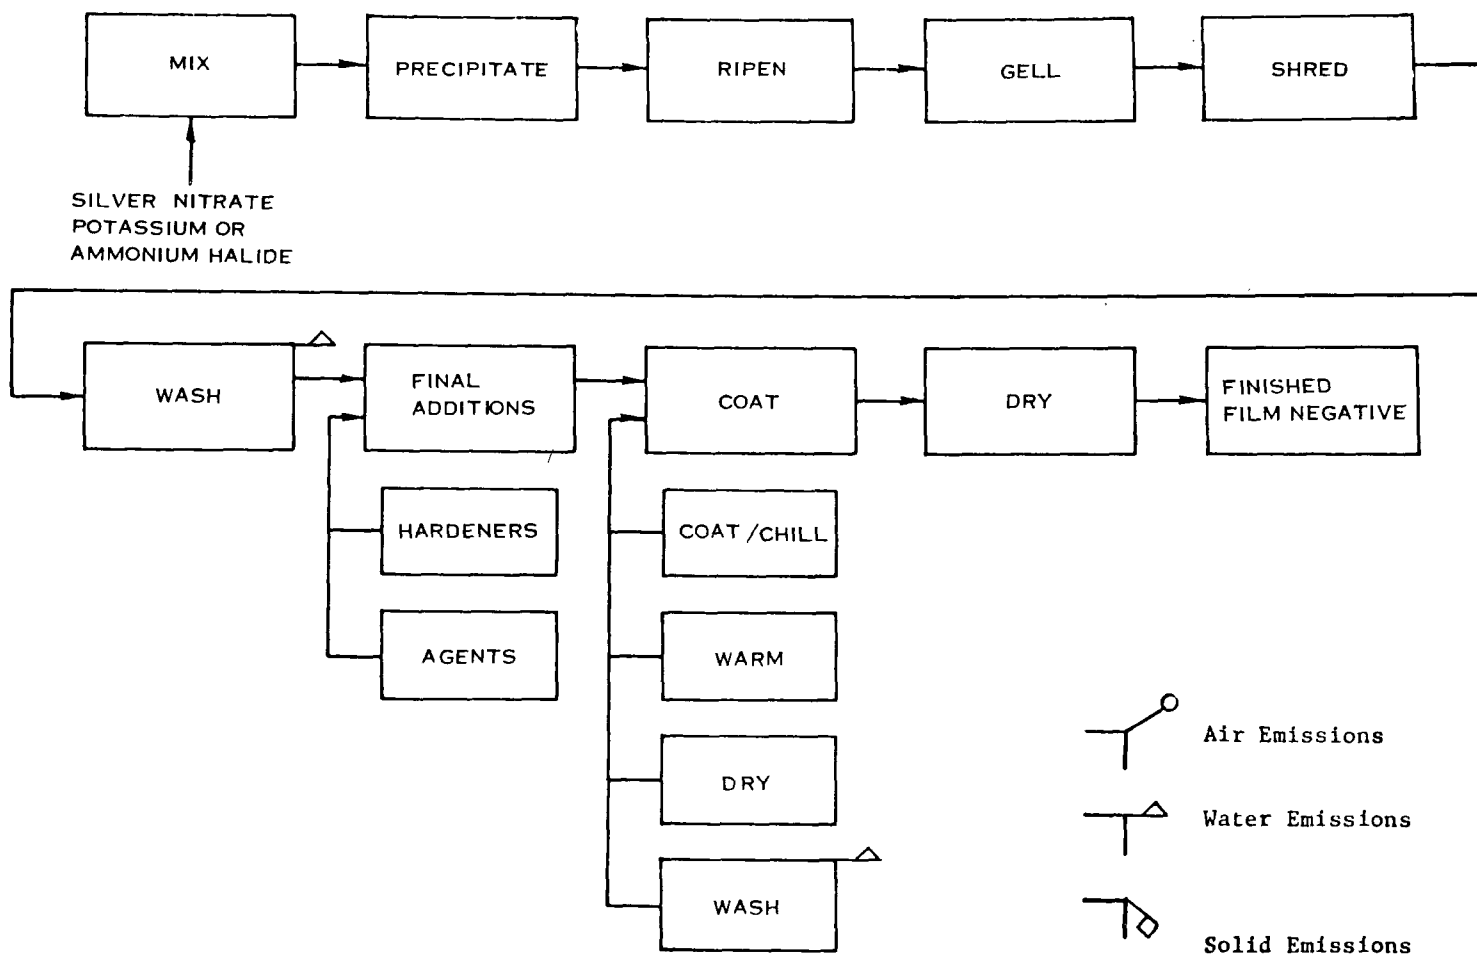 MIX
PRECIPITATE
RIPEN
GELL
SHRED
SILVER NITRATE
POTASSIUM OR
AMMONIUM HALIDE
WASH
FINAL
ADDITIONS
COAT
DRY
FINISHED
FILM NEGATIVE
HARDENERS
COAT/CHILL
AGENTS
WARM
DRY
WASH
Air Emissions
Water Emissions
Solid Emissions